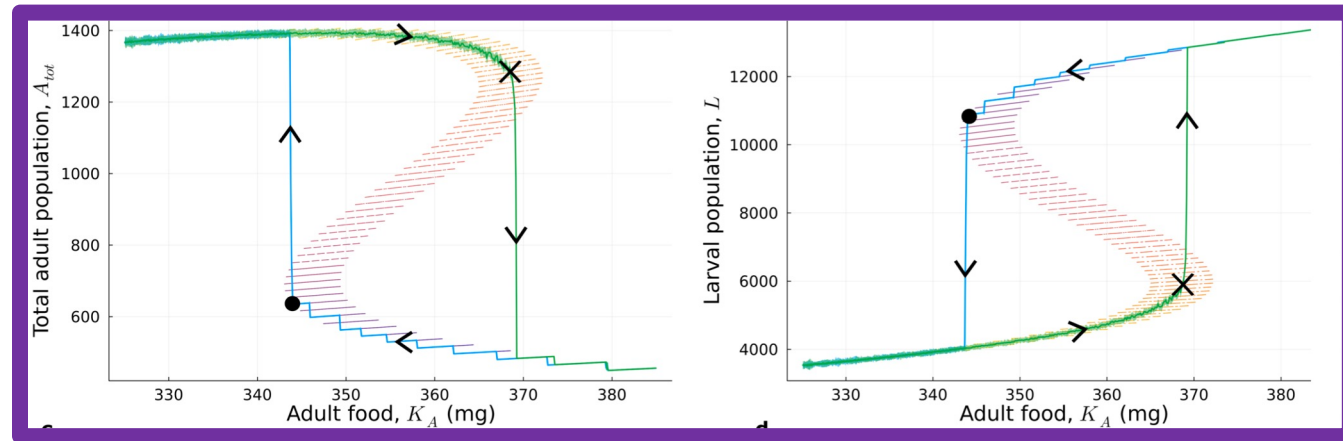 Total adult population, A_tot
1400
1200
1000
800
600
330 340 350 360 370 380
Adult food, K_A (mg)
Larval population, L
12000
10000
8000
6000
4000
330 340 350 360 370 380
Adult food, K_A (mg)
d